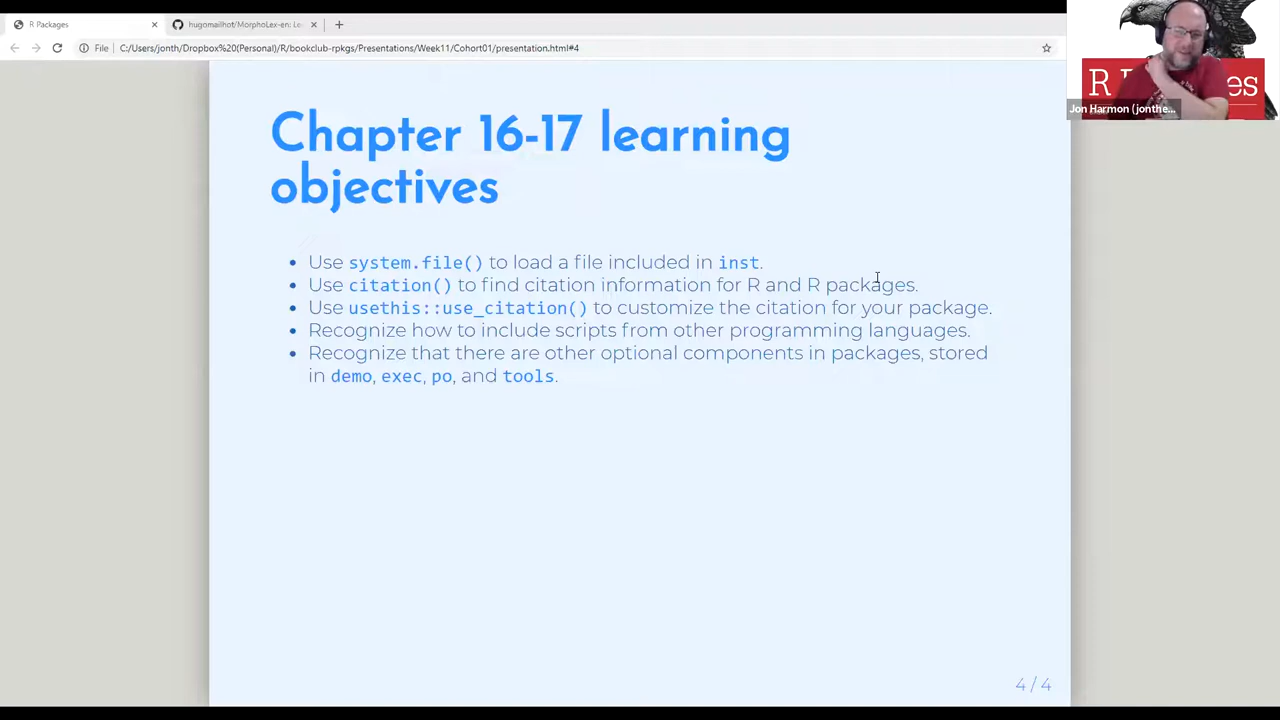 R Packages
hugomailhot/MorphoLex-en: Le
File
C:/Users/jonth/Dropbox%20(Personal)/R/bookclub-rpkgs/Presentations/Week11/Cohort01/presentation.html#4
R
es
Jon Harmon (jonthe...
Chapter 16-17 learning
objectives
• Use system.file() to load a file included in inst.
• Use citation() to find citation information for R and R packages.
• Use usethis::use_citation() to customize the citation for your package.
• Recognize how to include scripts from other programming languages.
• Recognize that there are other optional components in packages, stored
in demo, exec, po, and tools.
4 / 4